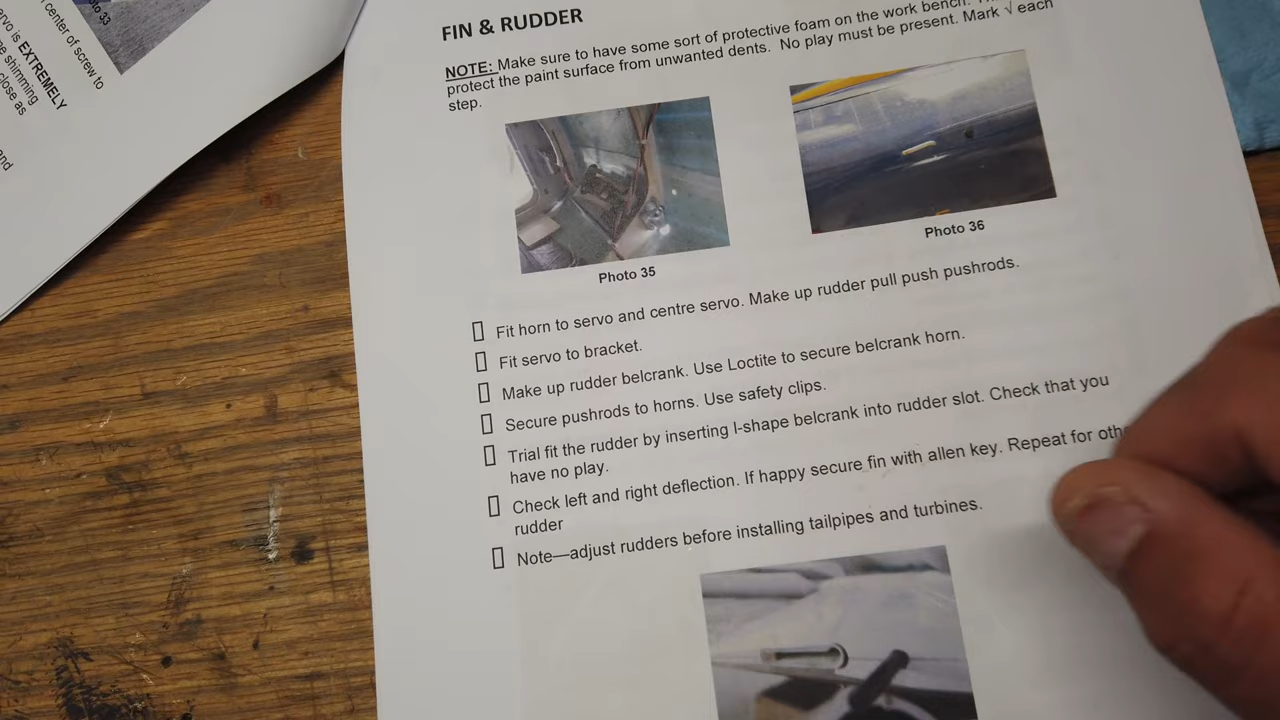 oto 33
center of screw to
rvo is EXTREMELY
shimming
close as
and
FIN & RUDDER
NOTE: Make sure to have some sort of protective foam on the work bench.
protect the paint surface from unwanted dents. No play must be present. Mark √ each
step.
Photo 35
Photo 36
Fit horn to servo and centre servo. Make up rudder pull push pushrods.
Fit servo to bracket.
Make up rudder belcrank. Use Loctite to secure belcrank horn.
Secure pushrods to horns. Use safety clips.
Trial fit the rudder by inserting l-shape belcrank into rudder slot. Check that you
have no play.
Check left and right deflection. If happy secure fin with allen key. Repeat for othe
rudder
Note—adjust rudders before installing tailpipes and turbines.